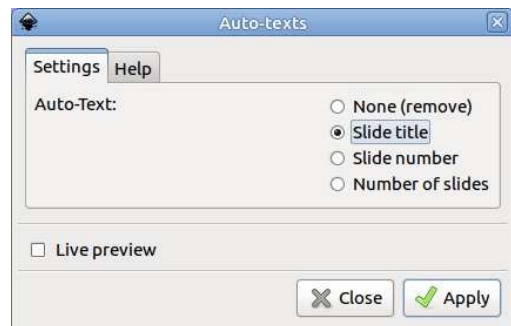 Auto-texts
Settings Help
Auto-Text:
None (remove)
Slide title
Slide number
Number of slides
Live preview
Close Apply